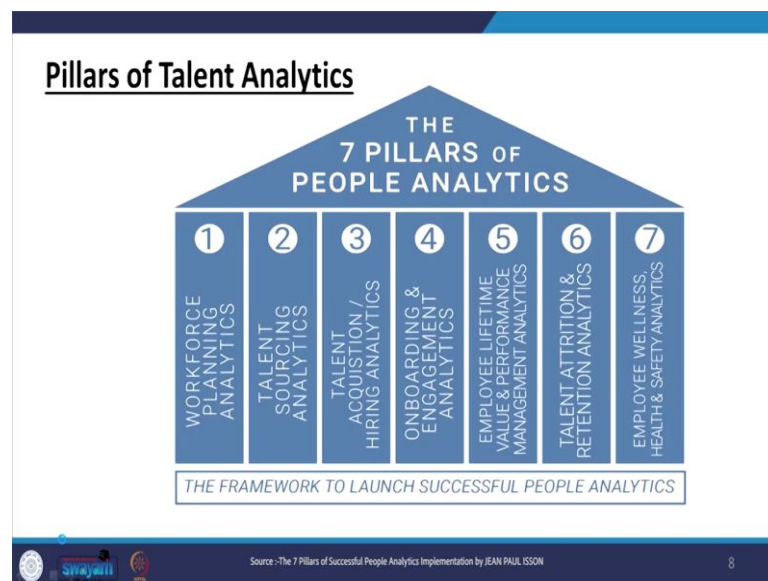 Pillars of Talent Analytics
THE
7 PILLARS OF
PEOPLE ANALYTICS
1
WORKFORCE
PLANNING
ANALYTICS
2
TALENT
SOURCING
ANALYTICS
3
TALENT
ACQUISTION /
HIRING ANALYTICS
4
ONBOARDING &
ENGAGEMENT
ANALYTICS
5
EMPLOYEE LIFETIME
VALUE & PERFORMANCE
MANAGEMENT ANALYTICS
6
TALENT ATTRITION &
RETENTION ANALYTICS
7
EMPLOYEE WELLNESS,
HEALTH & SAFETY ANALYTICS
THE FRAMEWORK TO LAUNCH SUCCESSFUL PEOPLE ANALYTICS
swayam
Source :-The 7 Pillars of Successful People Analytics Implementation by JEAN PAUL ISSON
8